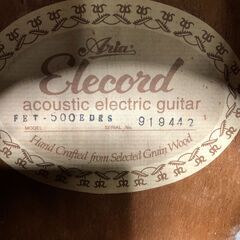 Aria
Elecord
acoustic electric guitar
FET-500EDRS 919442
MODEL SERIAL No.
Hand Crafted from Selected Grain Wood